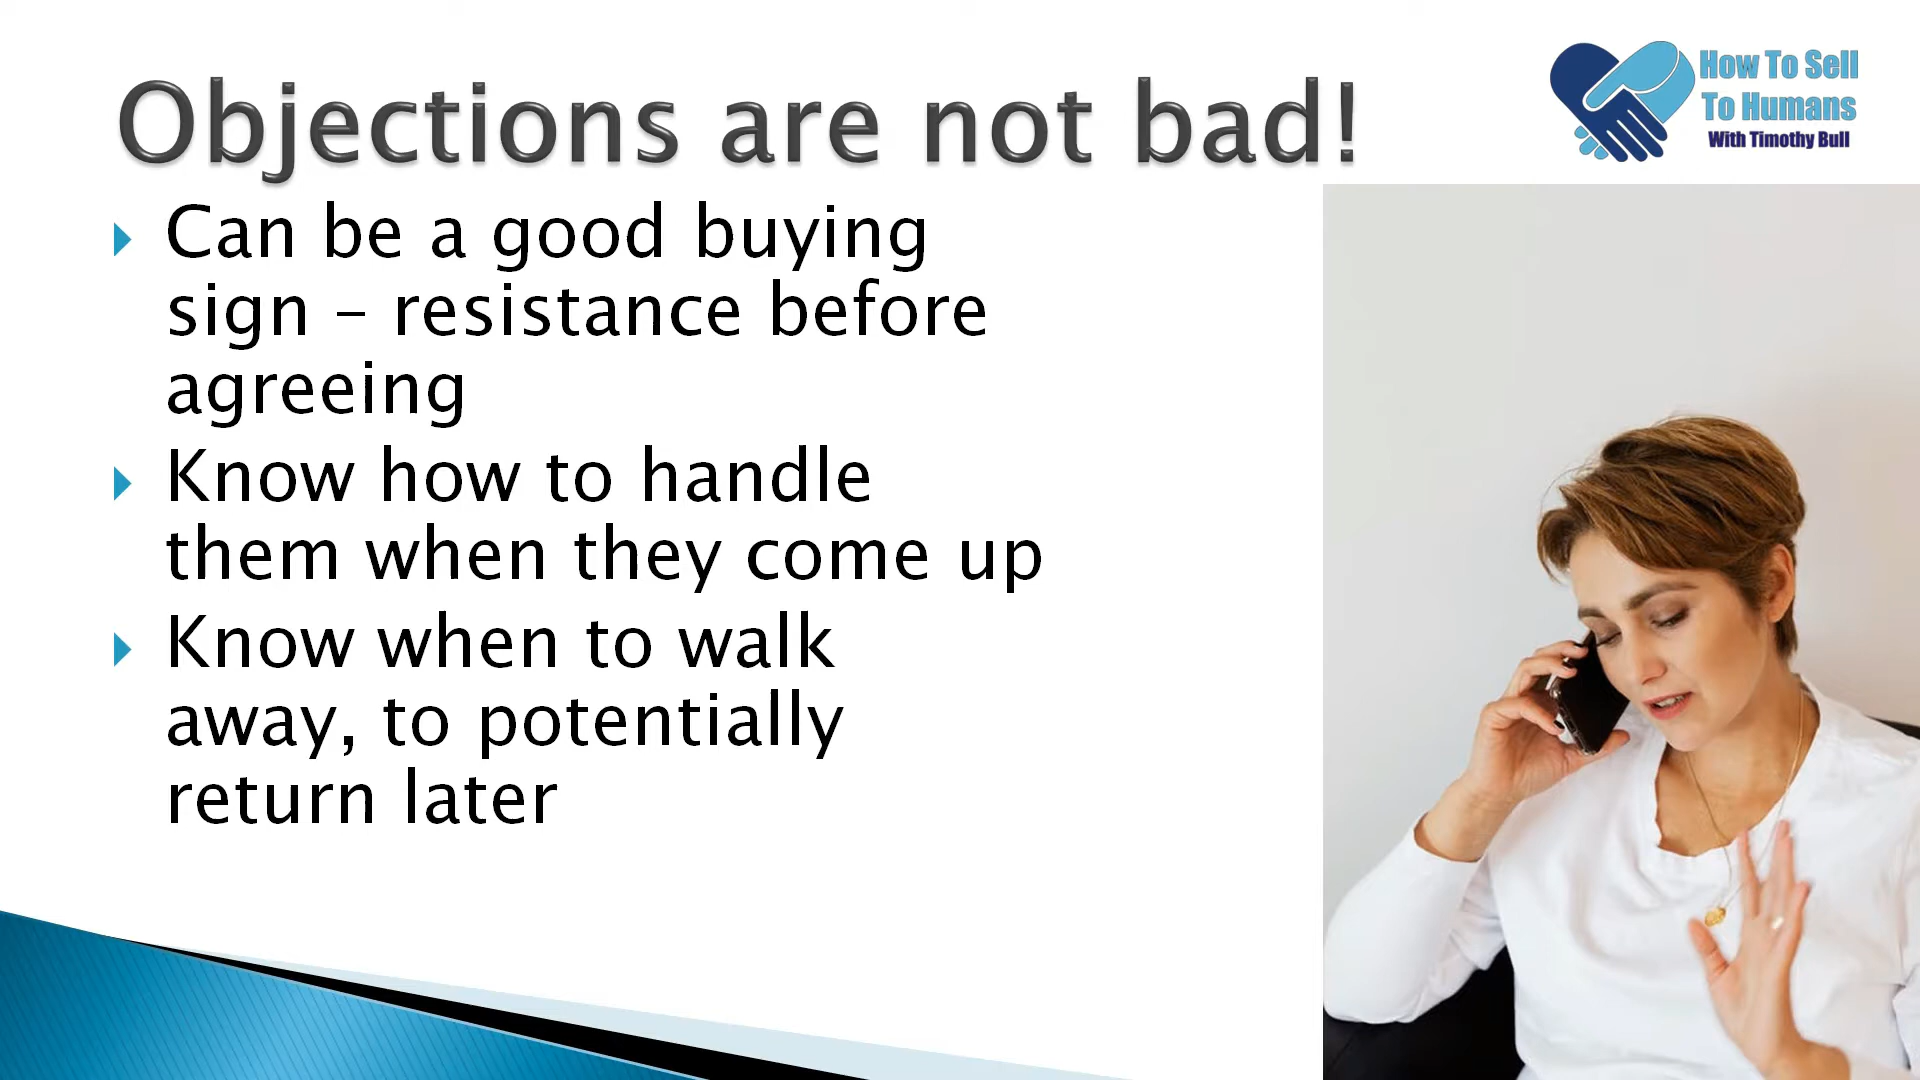 Objections are not bad!
How To Sell
To Humans
With Timothy Bull
Can be a good buying
sign – resistance before
agreeing
Know how to handle
them when they come up
Know when to walk
away, to potentially
return later